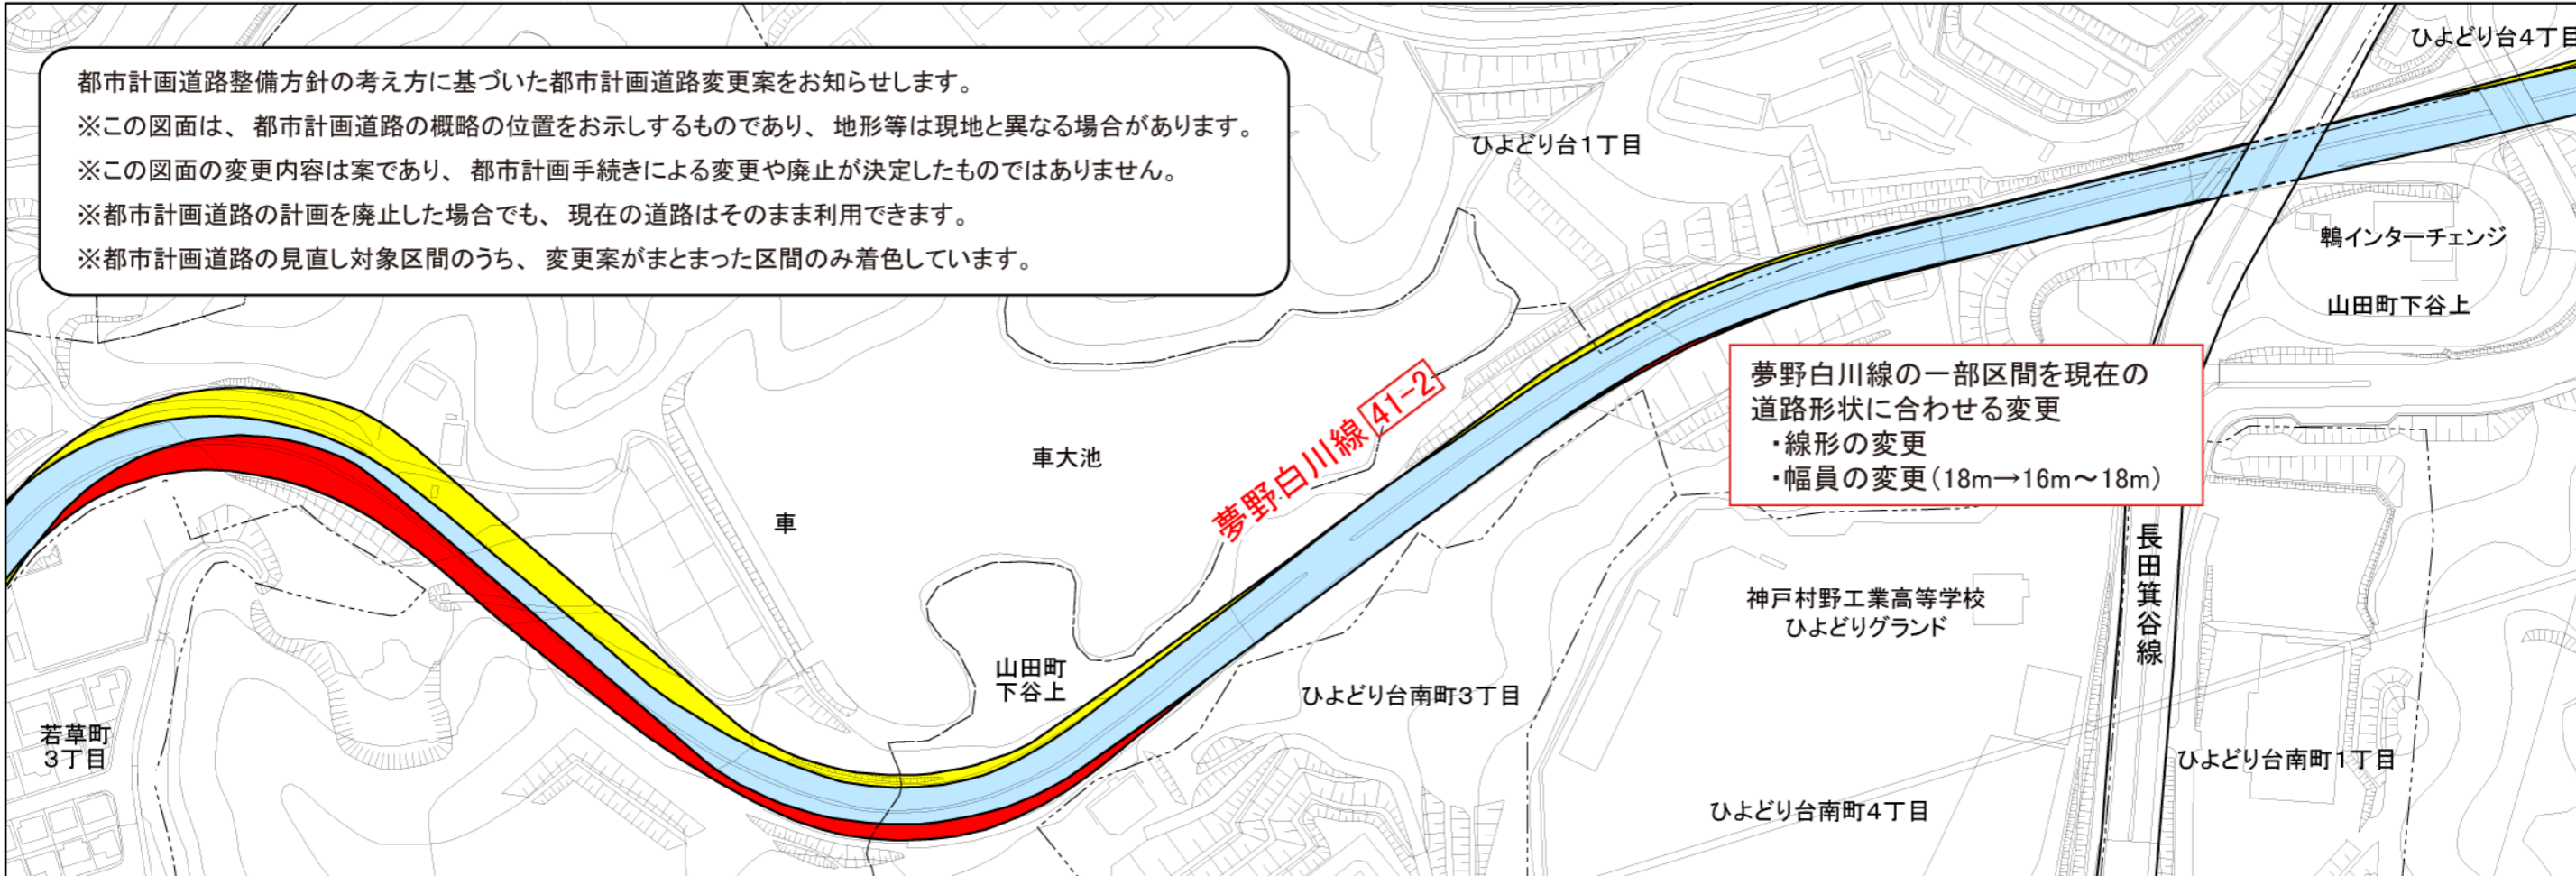 都市計画道路整備方針の考え方に基づいた都市計画道路変更案をお知らせします。
※この図面は、都市計画道路の概略の位置をお示しするものであり、地形等は現地と異なる場合があります。
※この図面の変更内容は案であり、都市計画手続きによる変更や廃止が決定したものではありません。
※都市計画道路の計画を廃止した場合でも、現在の道路はそのまま利用できます。
※都市計画道路の見直し対象区間のうち、変更案がまとまった区間のみ着色しています。
ひよどり台4丁目
ひよどり台1丁目
鵯インターチェンジ
山田町下谷上
夢野白川線の一部区間を現在の
道路形状に合わせる変更
・線形の変更
・幅員の変更(18m→16m～18m)
夢野白川線 41-2
車大池
車
長田箕谷線
神戸村野工業高等学校
ひよどりグランド
山田町
下谷上
ひよどり台南町3丁目
若草町
3丁目
ひよどり台南町1丁目
ひよどり台南町4丁目